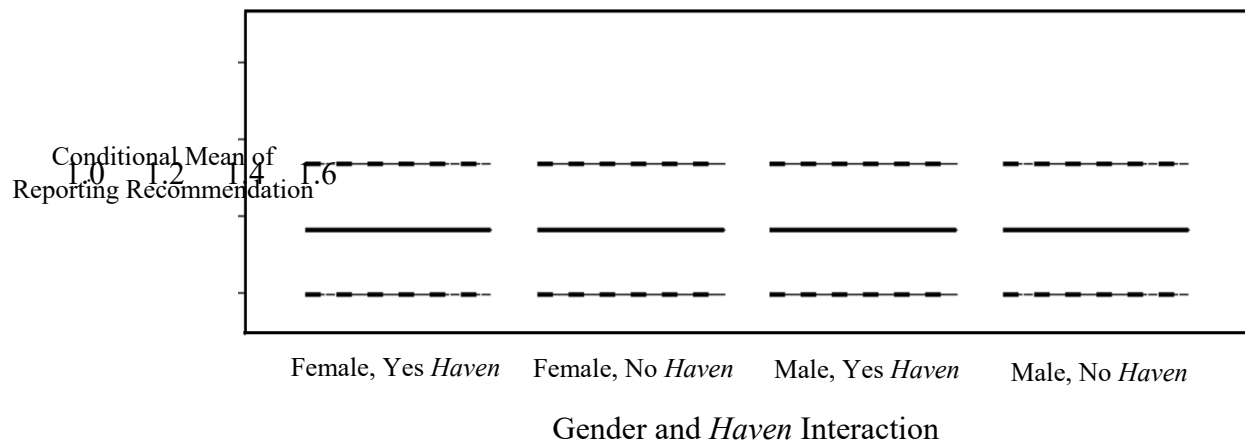 Conditional Mean of
1.0 1.2 1.4 1.6
Reporting Recommendation
Female, Yes Haven Female, No Haven Male, Yes Haven Male, No Haven
Gender and Haven Interaction